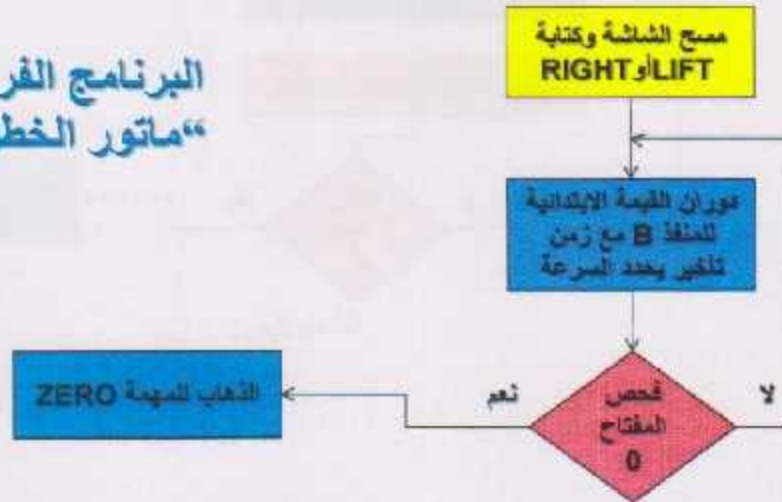 البرنامج الفر
“ماتور الخط
مسح الشاشة وكتابة
LIFTأوRIGHT
دوران القيمة الابتدائية
للمنفذ B مع زمن
تأخير يحدد السرعة
فحص
المفتاح
0
نعم
لا
الذهاب للمهمة ZERO